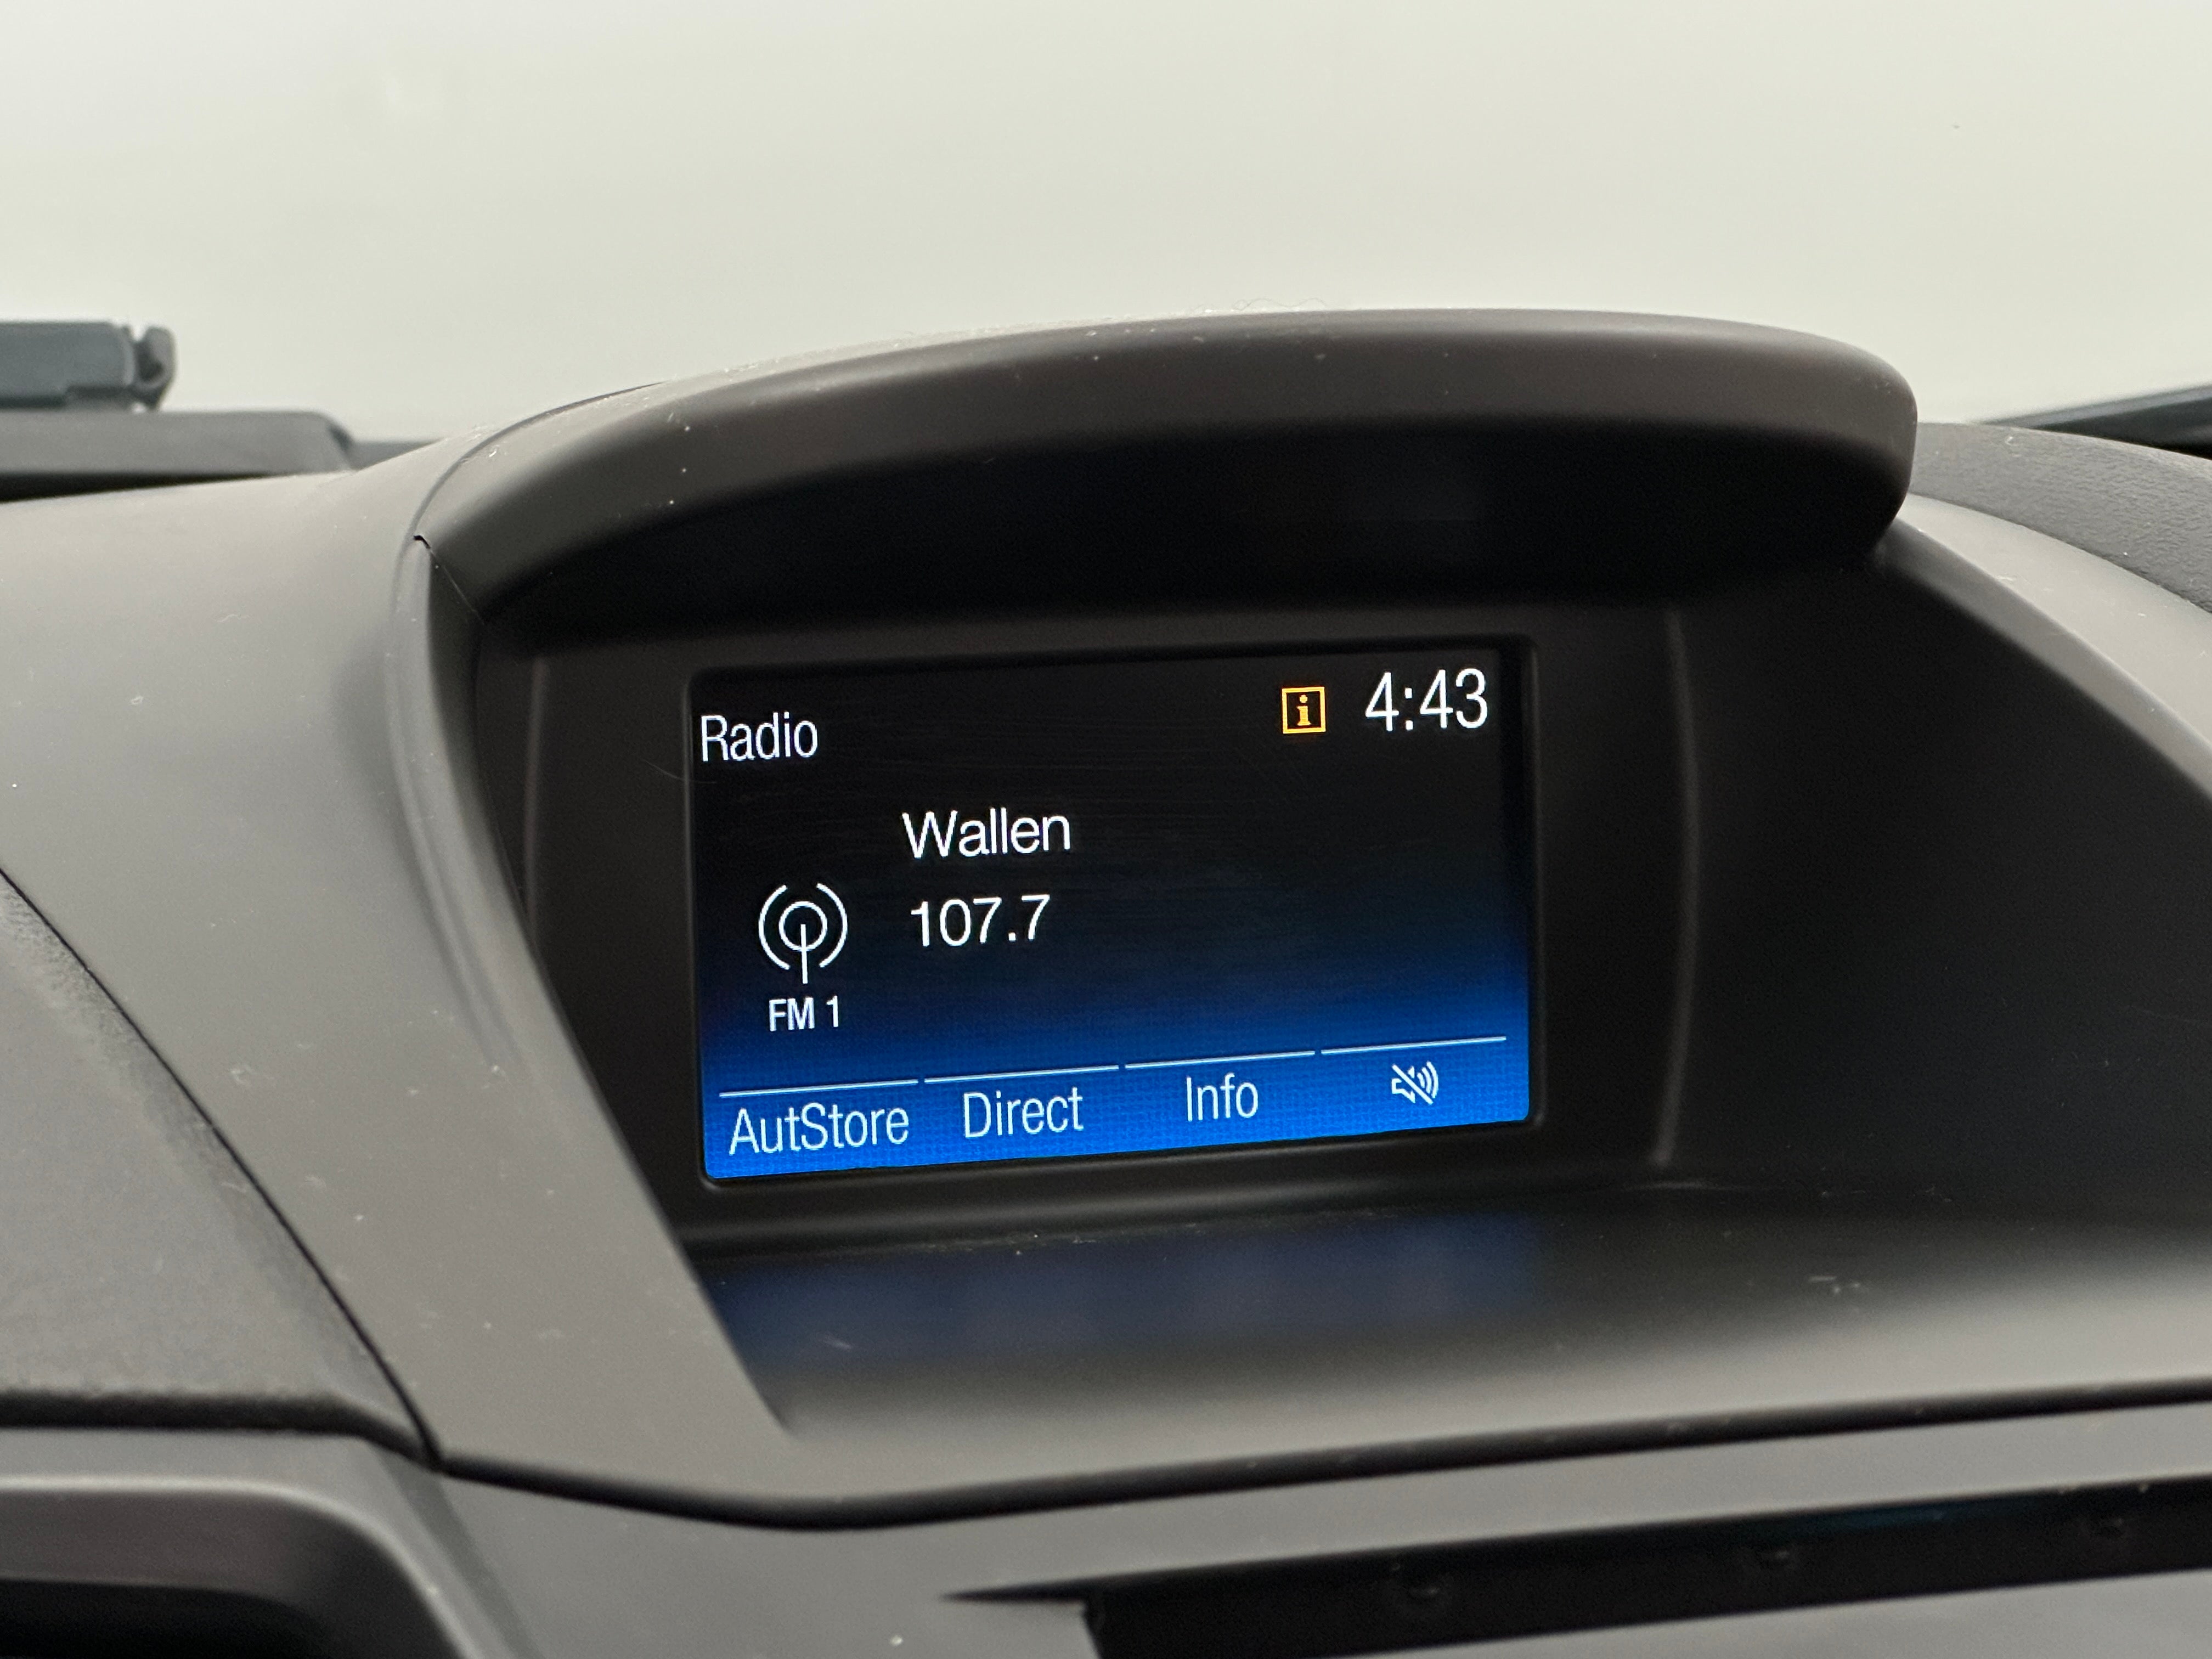 Radio
i 4:43
Wallen
107.7
FM 1
AutStore Direct Info